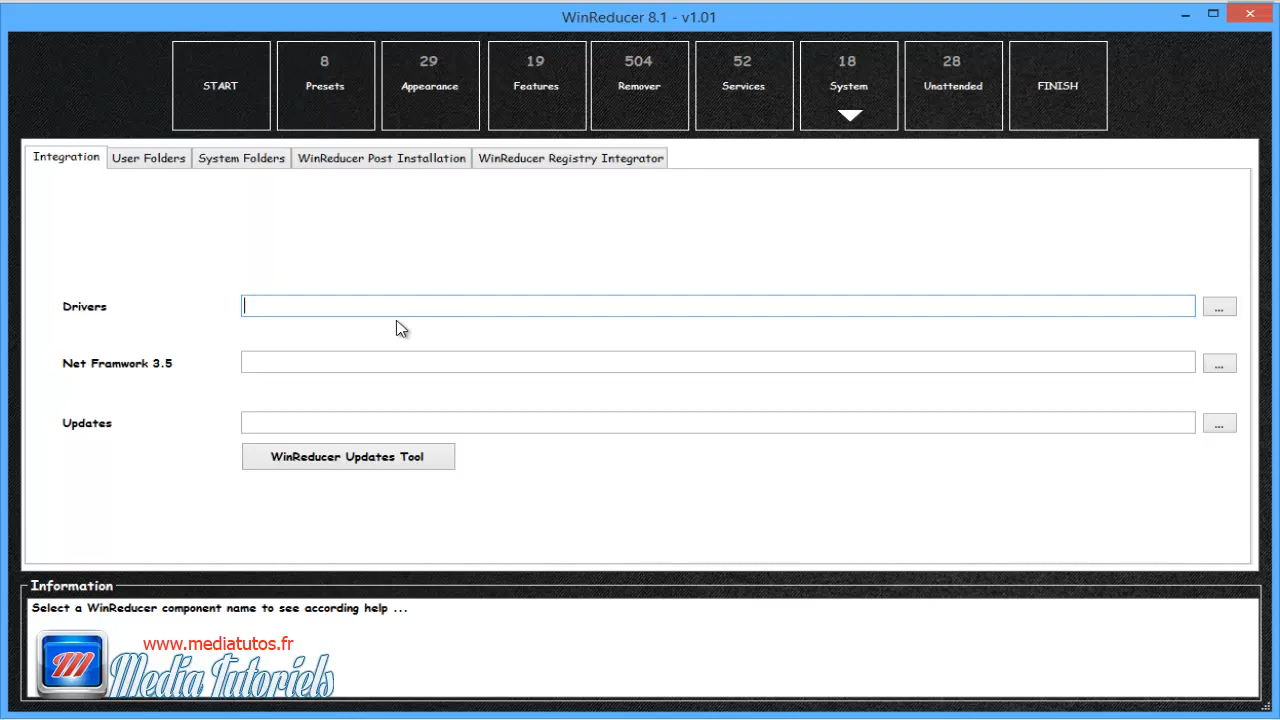 WinReducer 8.1 - v1.01
START
8
Presets
29
Appearance
19
Features
504
Remover
52
Services
18
System
28
Unattended
FINISH
Integration
User Folders
System Folders
WinReducer Post Installation
WinReducer Registry Integrator
Drivers
...
Net Framwork 3.5
...
Updates
...
WinReducer Updates Tool
Information
Select a WinReducer component name to see according help ...
www.mediatutos.fr
m Media Tutoriels